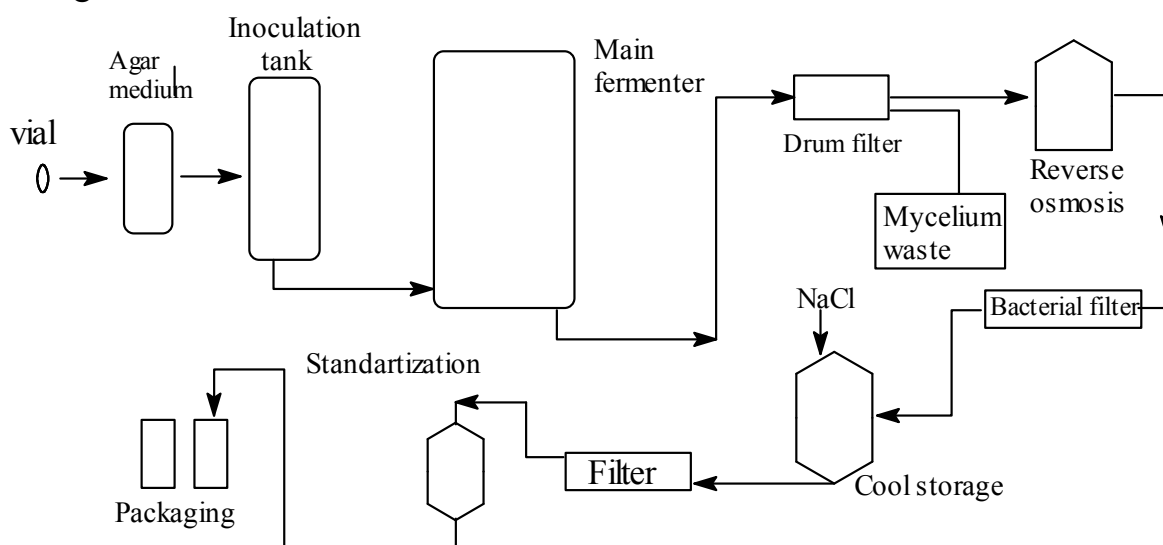 Inoculation
tank
Agar
medium
vial
Main
fermenter
Drum filter
Mycelium
waste
Reverse
osmosis
Bacterial filter
NaCl
Cool storage
Filter
Standartization
Packaging